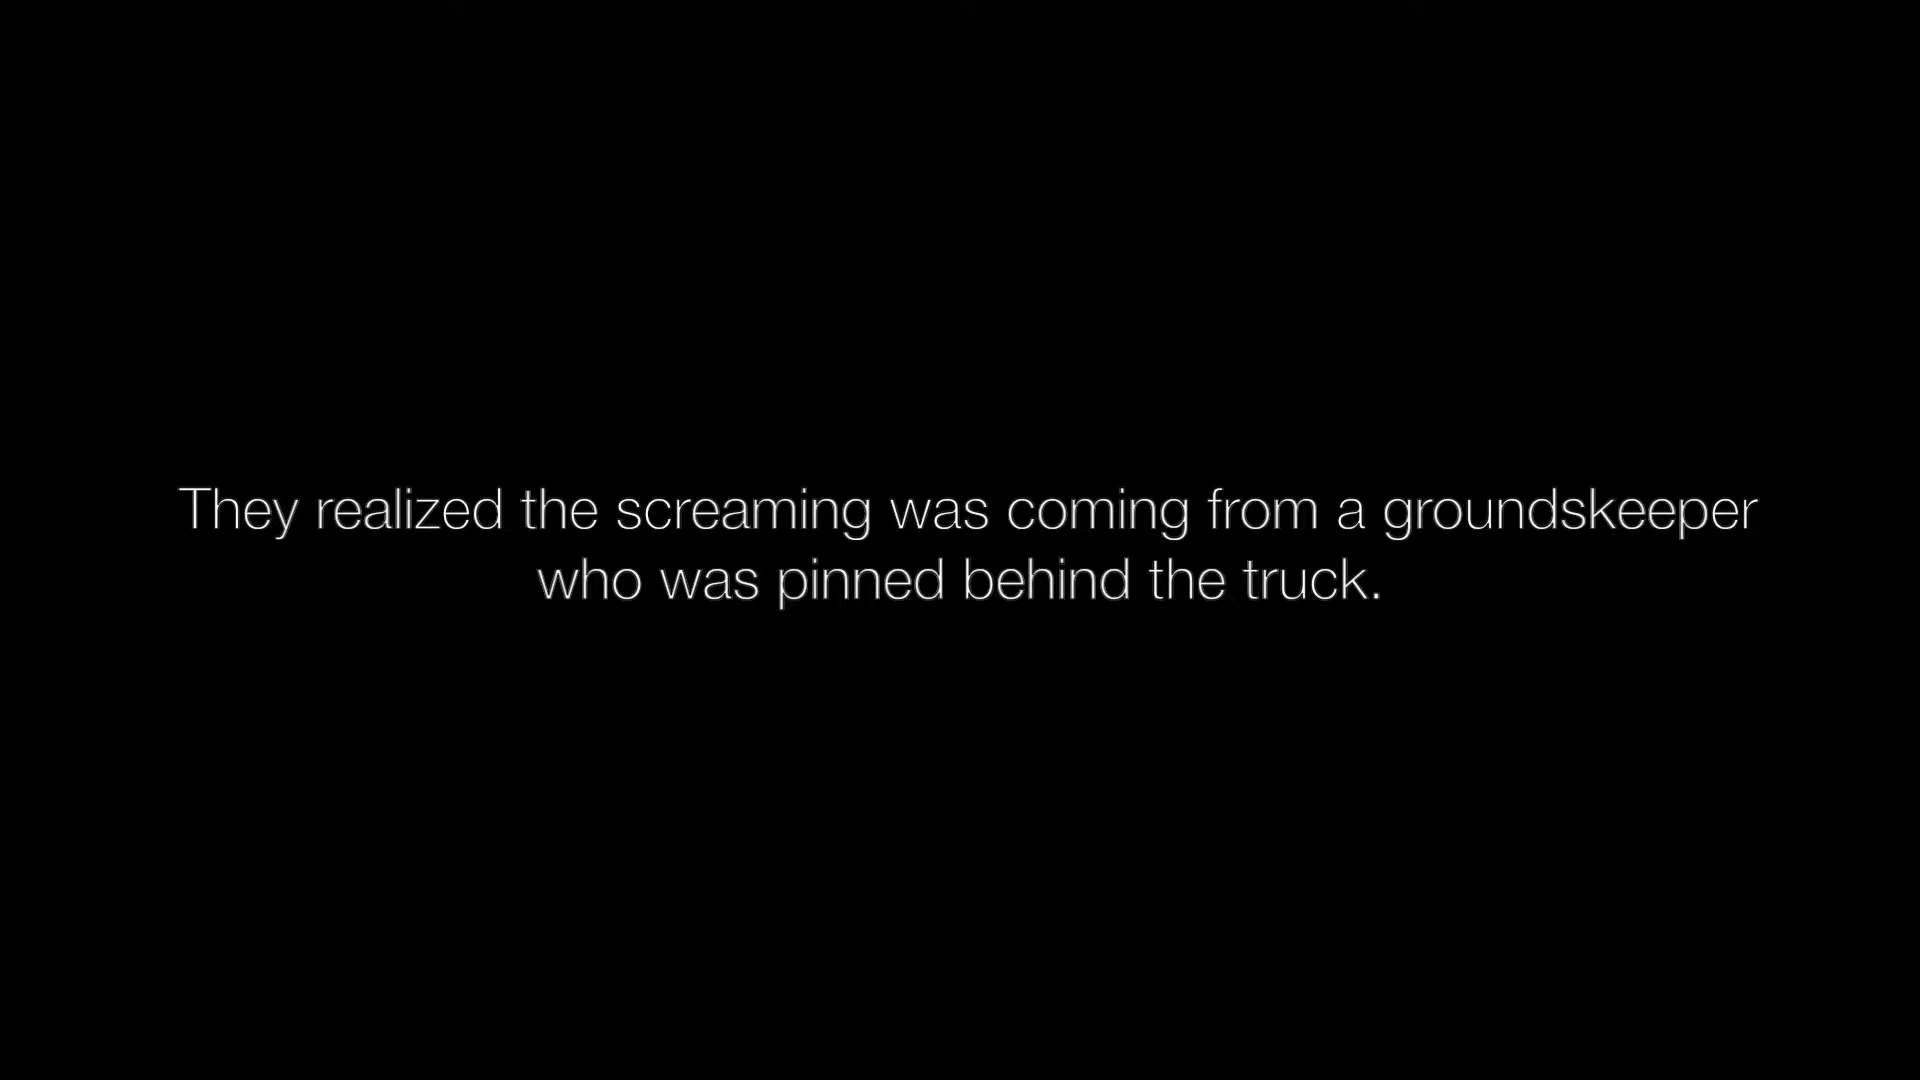 They realized the screaming was coming from a groundskeeper
who was pinned behind the truck.